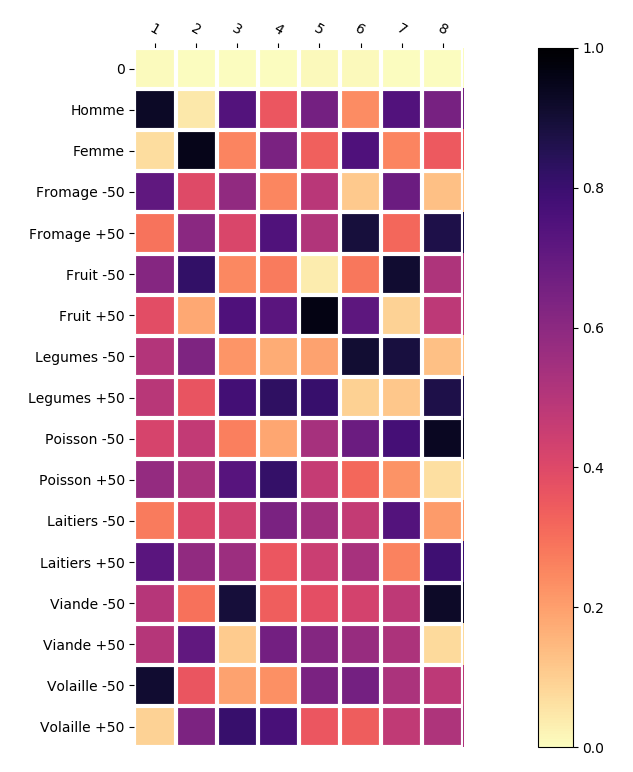 1 2 3 4 5 6 7 8
0
Homme
Femme
Fromage -50
Fromage +50
Fruit -50
Fruit +50
Legumes -50
Legumes +50
Poisson -50
Poisson +50
Laitiers -50
Laitiers +50
Viande -50
Viande +50
Volaille -50
Volaille +50
1.0
0.8
0.6
0.4
0.2
0.0